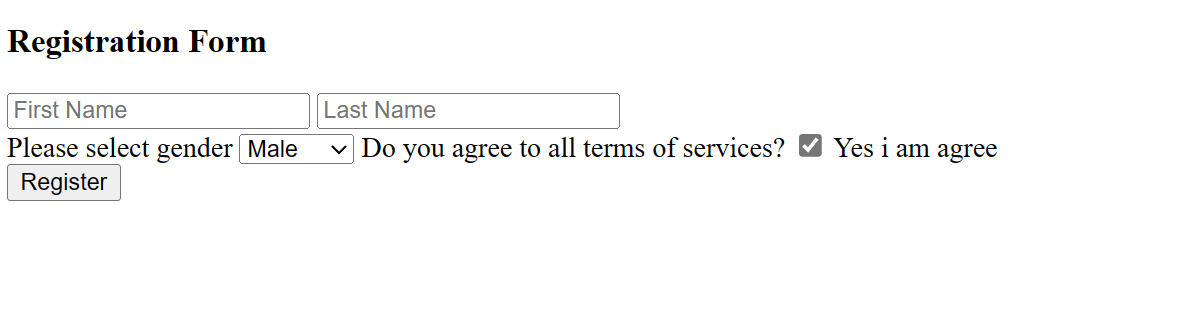 Registration Form
First Name Last Name
Please select gender Male Do you agree to all terms of services? Yes i am agree
Register